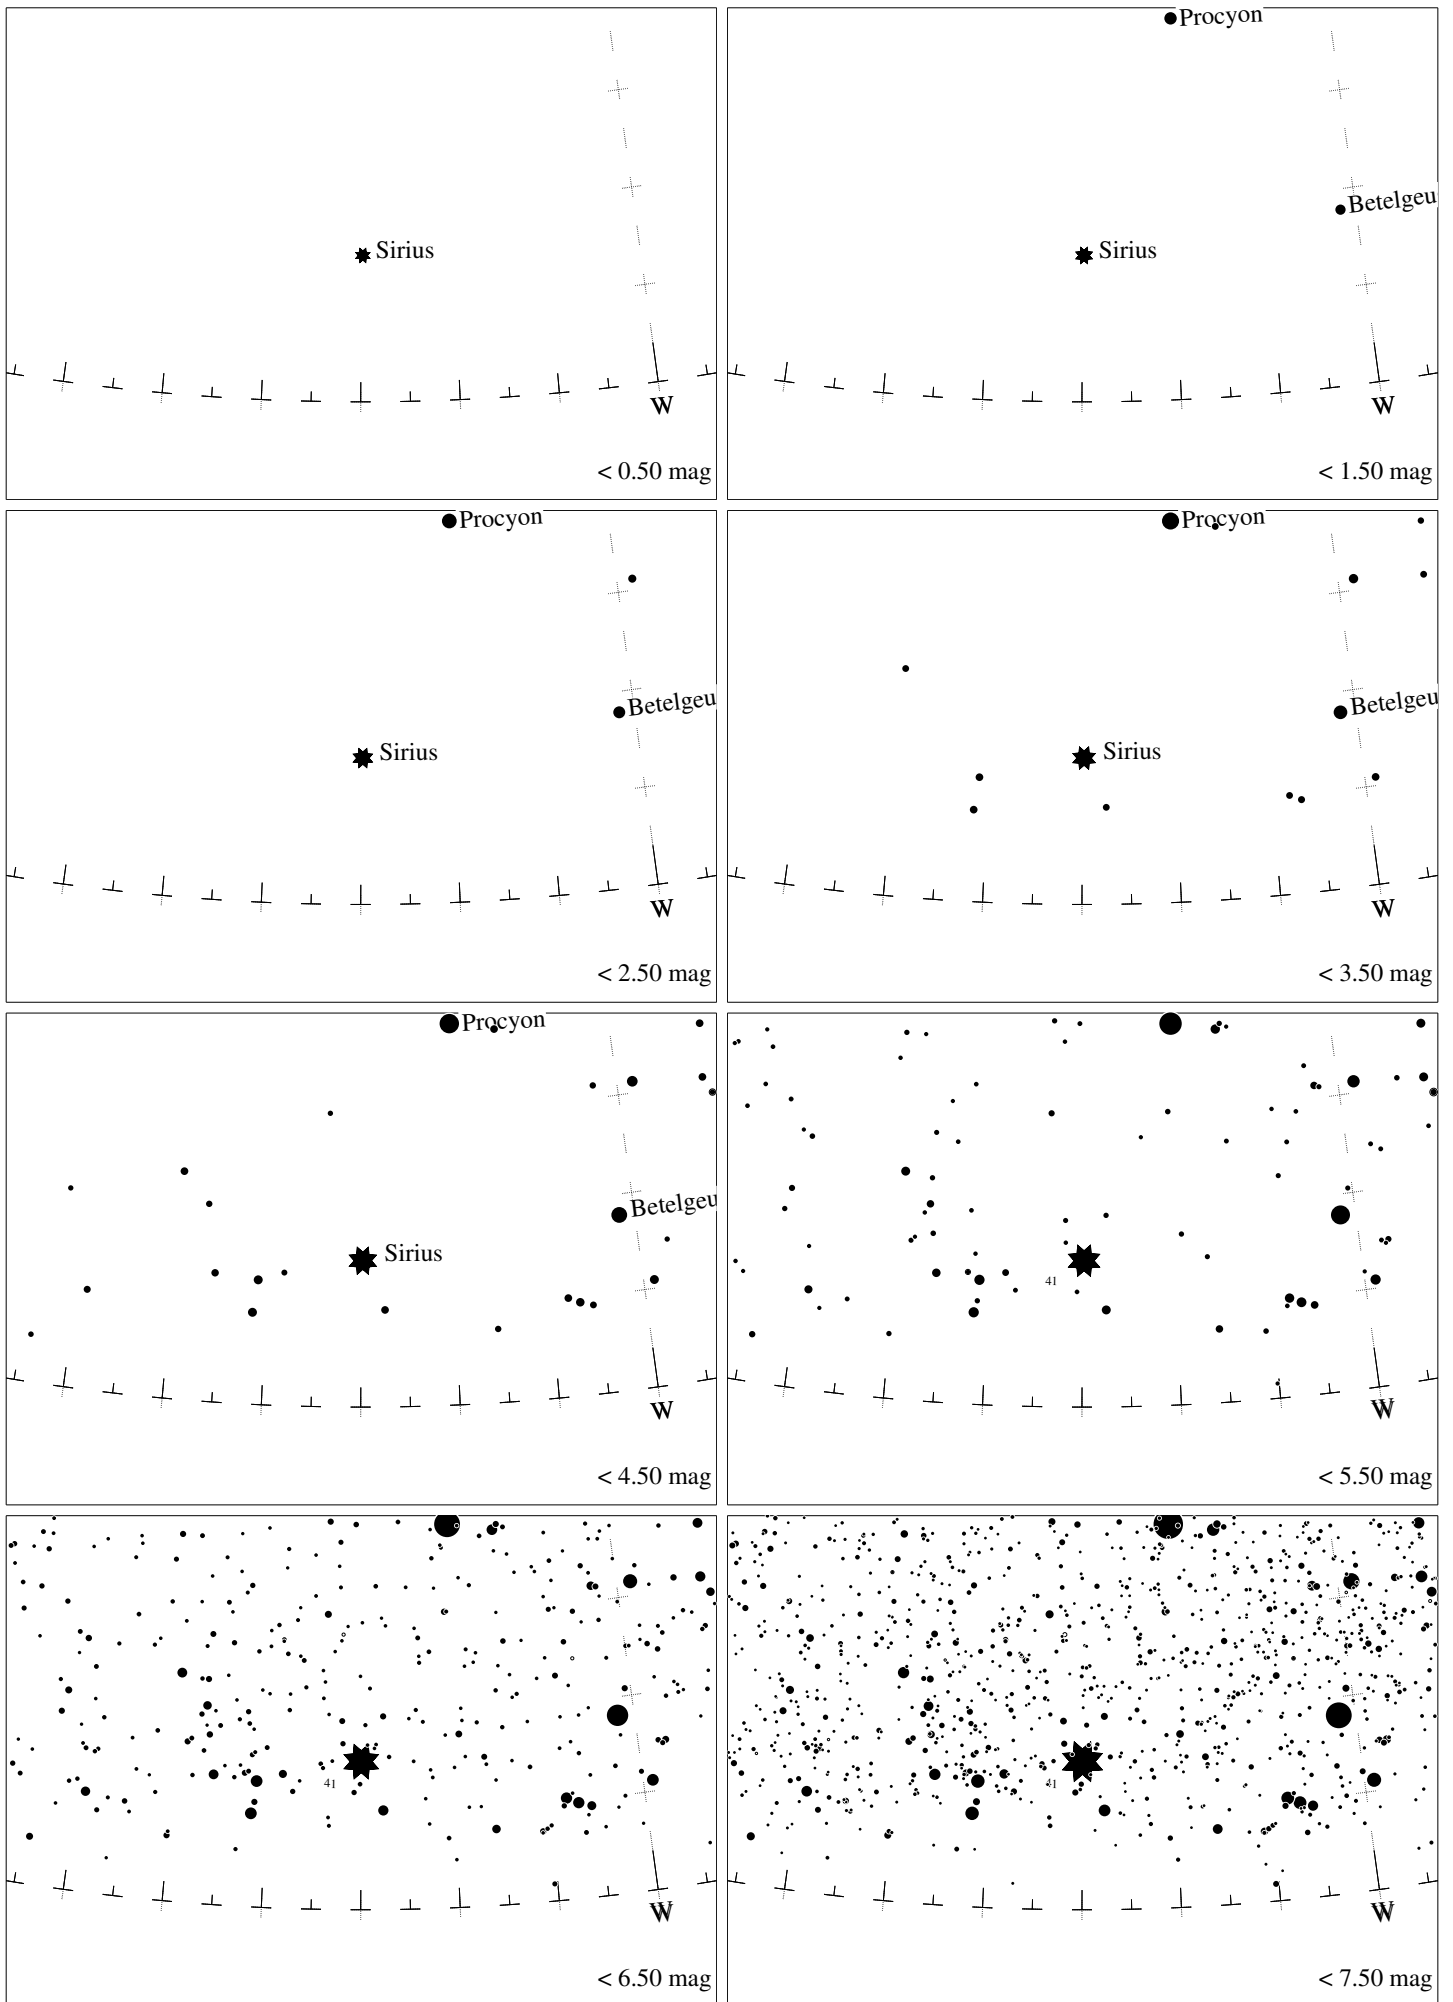 Sirius
W
< 0.50 mag
Procyon
Betelgeu
Sirius
W
< 1.50 mag
Procyon
Betelgeu
Sirius
W
< 2.50 mag
Procyon
Betelgeu
Sirius
W
< 3.50 mag
Procyon
Betelgeu
Sirius
W
< 4.50 mag
41
W
< 5.50 mag
41
W
< 6.50 mag
41
W
< 7.50 mag